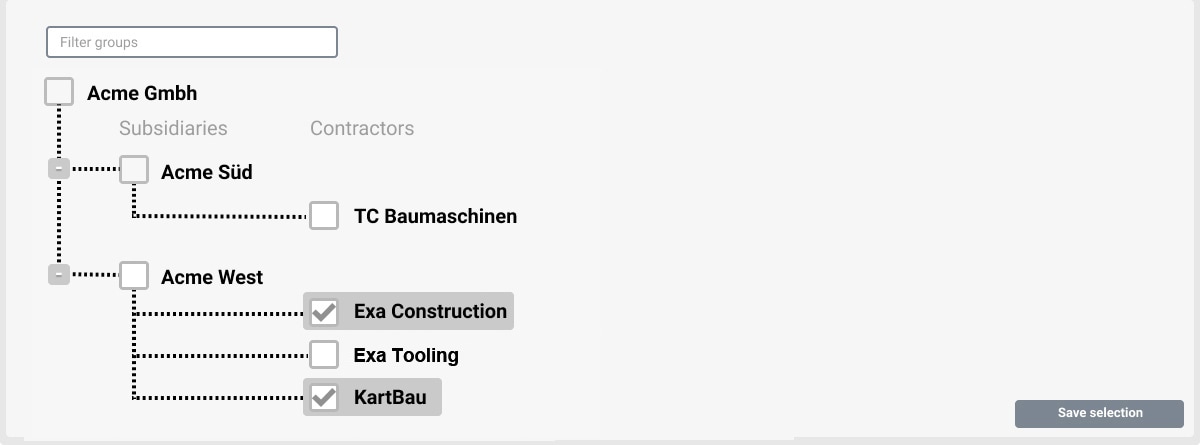 Filter groups
Acme Gmbh
Subsidiaries Contractors
Acme Süd
TC Baumaschinen
Acme West
Exa Construction
Exa Tooling
KartBau
Save selection